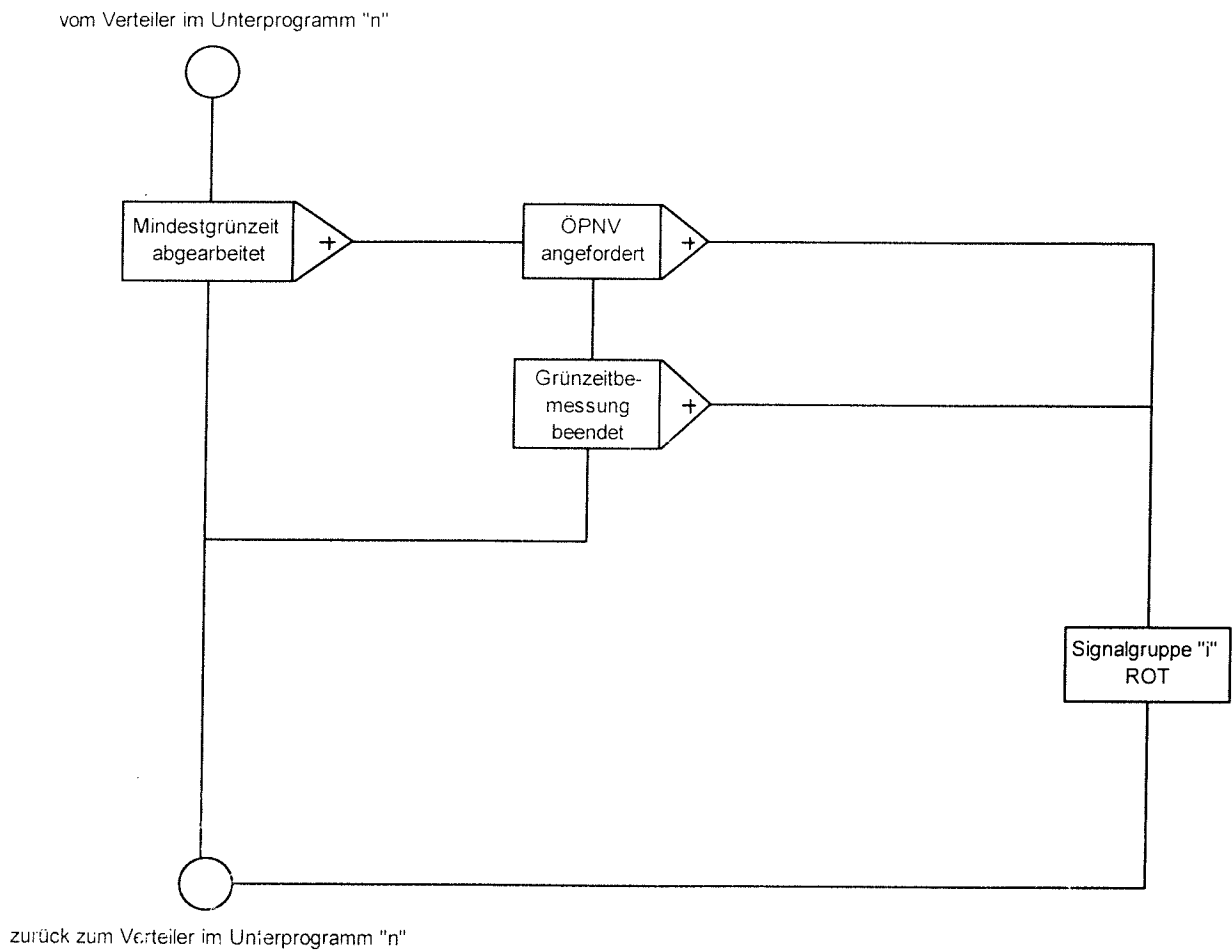 vom Verteiler im Unterprogramm "n"
Mindestgrünzeit
abgearbeitet
+
ÖPNV
angefordert
+
Grünzeitbe-
messung
beendet
+
Signalgruppe "i"
ROT
zurück zum Verteiler im Unterprogramm "n"